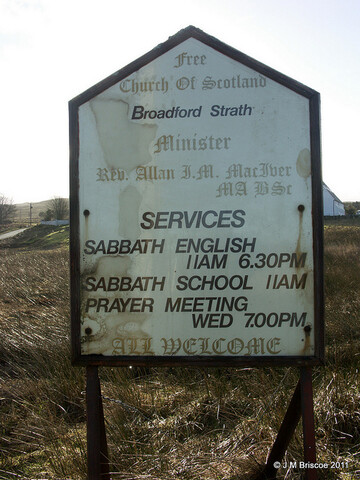 Free
Church Of Scotland
Broadford Strath
Minister
Rev. Allan I.M. MacIver
MA BSc
SERVICES
SABBATH ENGLISH
11AM 6.30PM
SABBATH SCHOOL 11AM
PRAYER MEETING
WED 7.00PM
ALL WELCOME
© J M Briscoe 2011